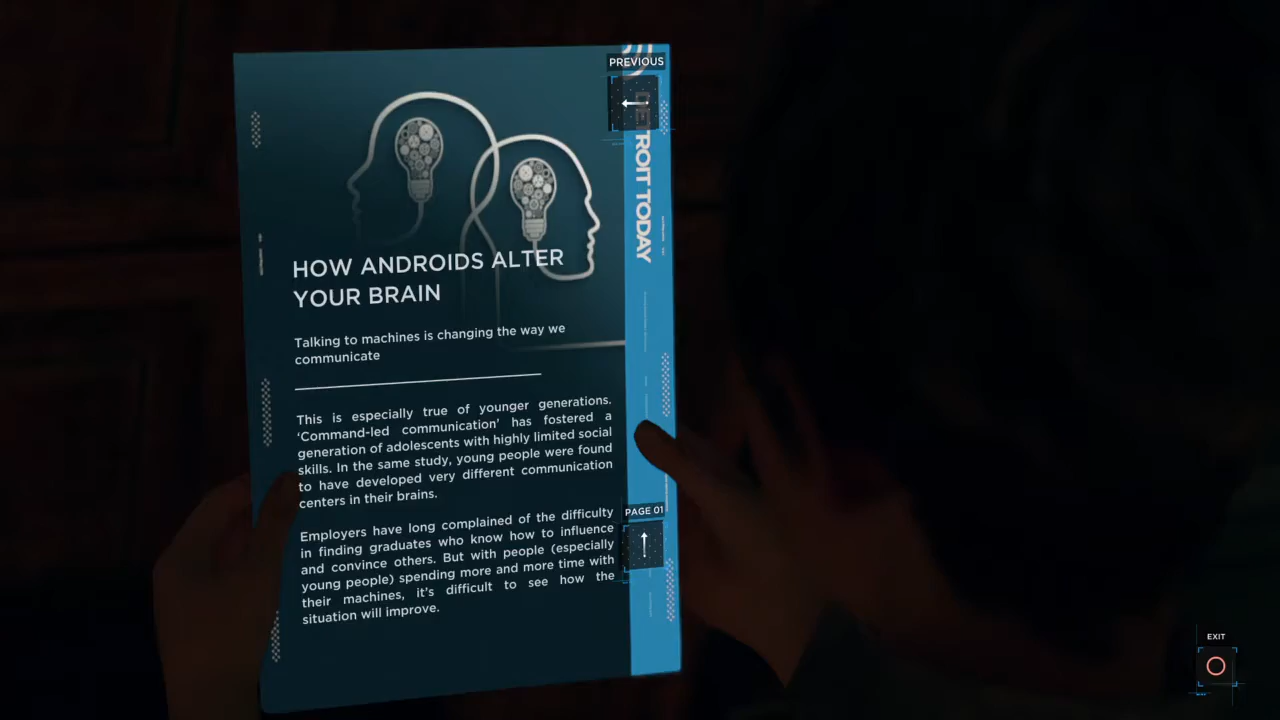 PREVIOUS
DETROIT TODAY
HOW ANDROIDS ALTER
YOUR BRAIN
Talking to machines is changing the way we
communicate
This is especially true of younger generations.
‘Command-led communication’ has fostered a
generation of adolescents with highly limited social
skills. In the same study, young people were found
to have developed very different communication
centers in their brains.
Employers have long complained of the difficulty
in finding graduates who know how to influence
and convince others. But with people (especially
young people) spending more and more time with
their machines, it's difficult to see how the
situation will improve.
PAGE 01
EXIT